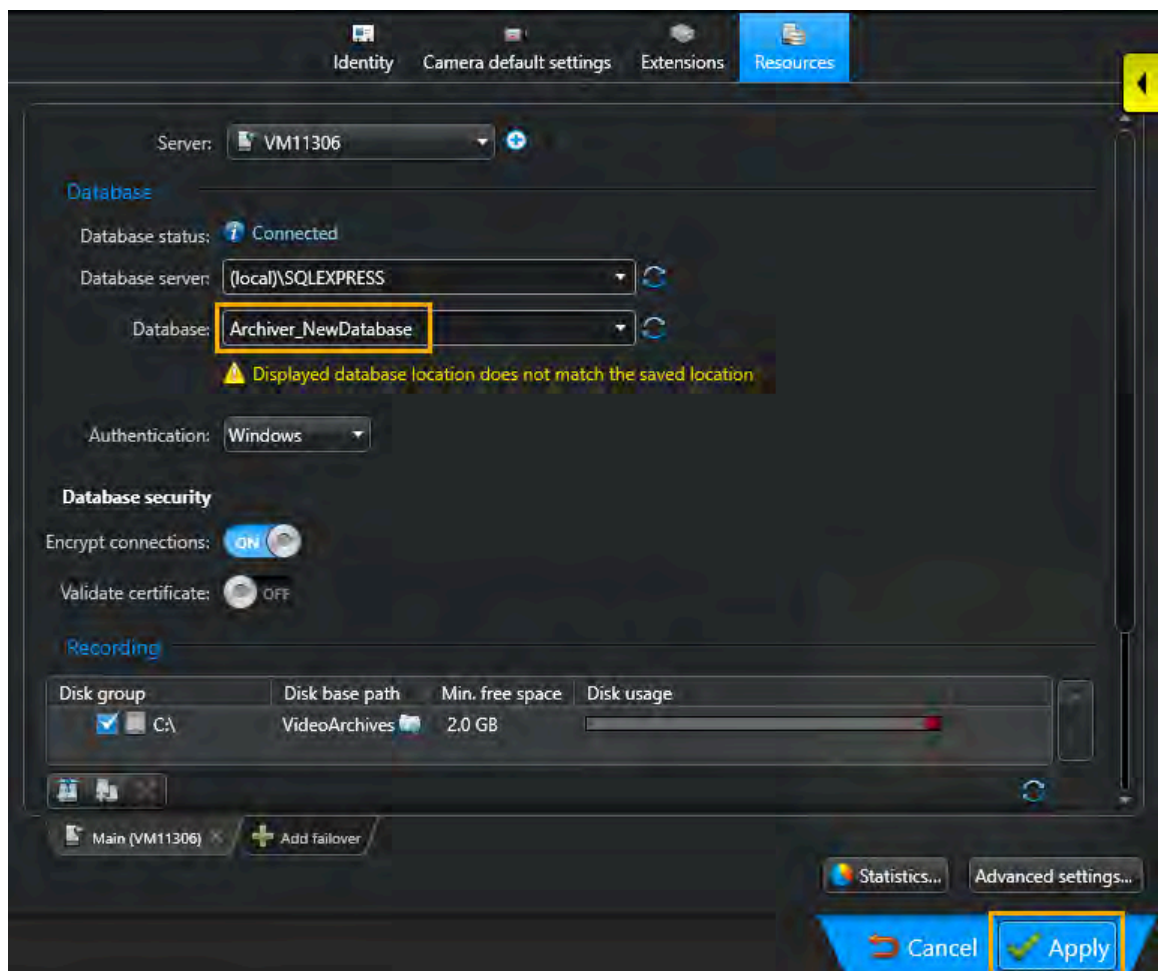 Identity Camera default settings Extensions Resources
Server: VM11306
Database
Database status: Connected
Database server: (local)\SQLEXPRESS
Database: Archiver_NewDatabase
Displayed database location does not match the saved location
Authentication: Windows
Database security
Encrypt connections: ON
Validate certificate: OFF
Recording
Disk group Disk base path Min. free space Disk usage
C:\ VideoArchives 2.0 GB
Main (VM11306) Add failover
Statistics... Advanced settings...
Cancel Apply